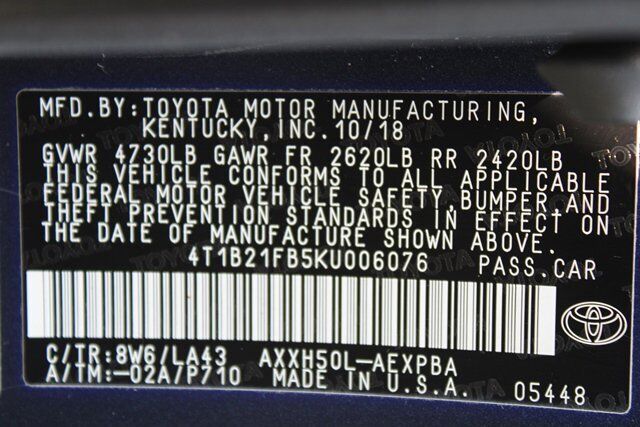 MFD.BY:TOYOTA MOTOR MANUFACTURING,
KENTUCKY,INC.10/18
GVWR 4730LB GAWR FR 2620LB RR 2420LB
THIS VEHICLE CONFORMS TO ALL APPLICABLE
FEDERAL MOTOR VEHICLE SAFETY,BUMPER,AND
THEFT PREVENTION STANDARDS IN EFFECT ON
THE DATE OF MANUFACTURE SHOWN ABOVE.
4T1B21FB5KU006076 PASS.CAR
C/TR:8W6/LA43 AXXH50L-AEXPBA
A/TM:-02A/P710 MADE IN U.S.A. 05448